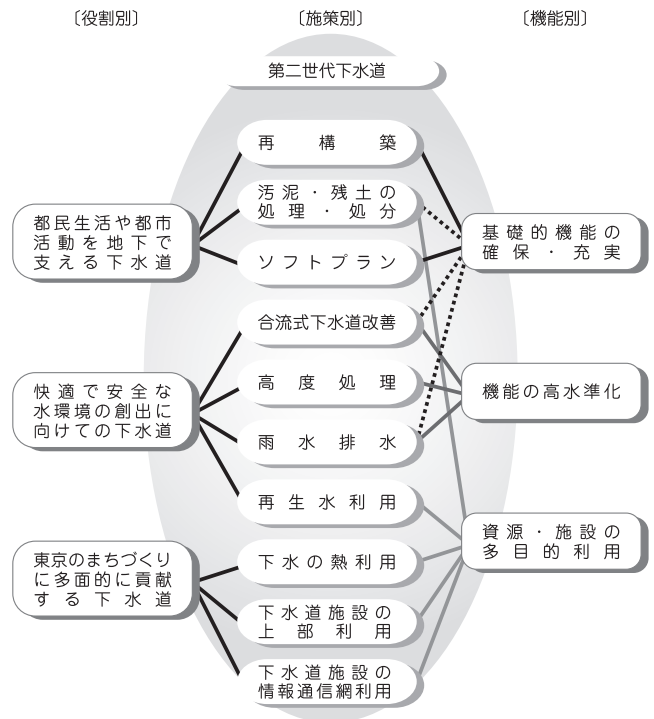 〔役割別〕
〔施策別〕
〔機能別〕
第二世代下水道
都民生活や都市
活動を地下で
支える下水道
快適で安全な
水環境の創出に
向けての下水道
東京のまちづくり
に多面的に貢献
する下水道
再構築
汚泥・残土の
処理・処分
ソフトプラン
合流式下水道改善
高度処理
雨水排水
再生水利用
下水の熱利用
下水道施設の
上部利用
下水道施設の
情報通信網利用
基礎的機能の
確保・充実
機能の高水準化
資源・施設の
多目的利用